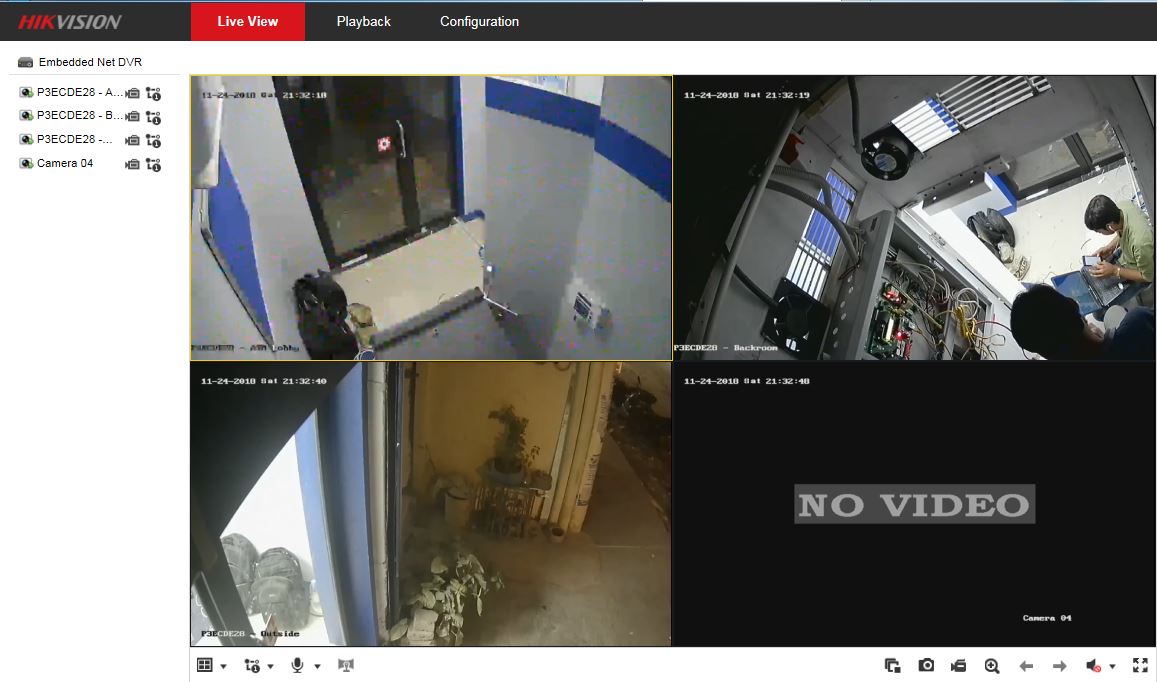 HIKVISION
Live View
Playback
Configuration
Embedded Net DVR
P3ECDE28 - A...
P3ECDE28 - B...
P3ECDE28 -...
Camera 04
11-24-2018 Sat 21:32:18
P3ECDE28 - ATM Lobby
11-24-2018 Sat 21:32:19
P3ECDE28 - Backroom
11-24-2018 Sat 21:32:40
P3ECDE28 - Outside
11-24-2018 Sat 21:32:48
NO VIDEO
Camera 04